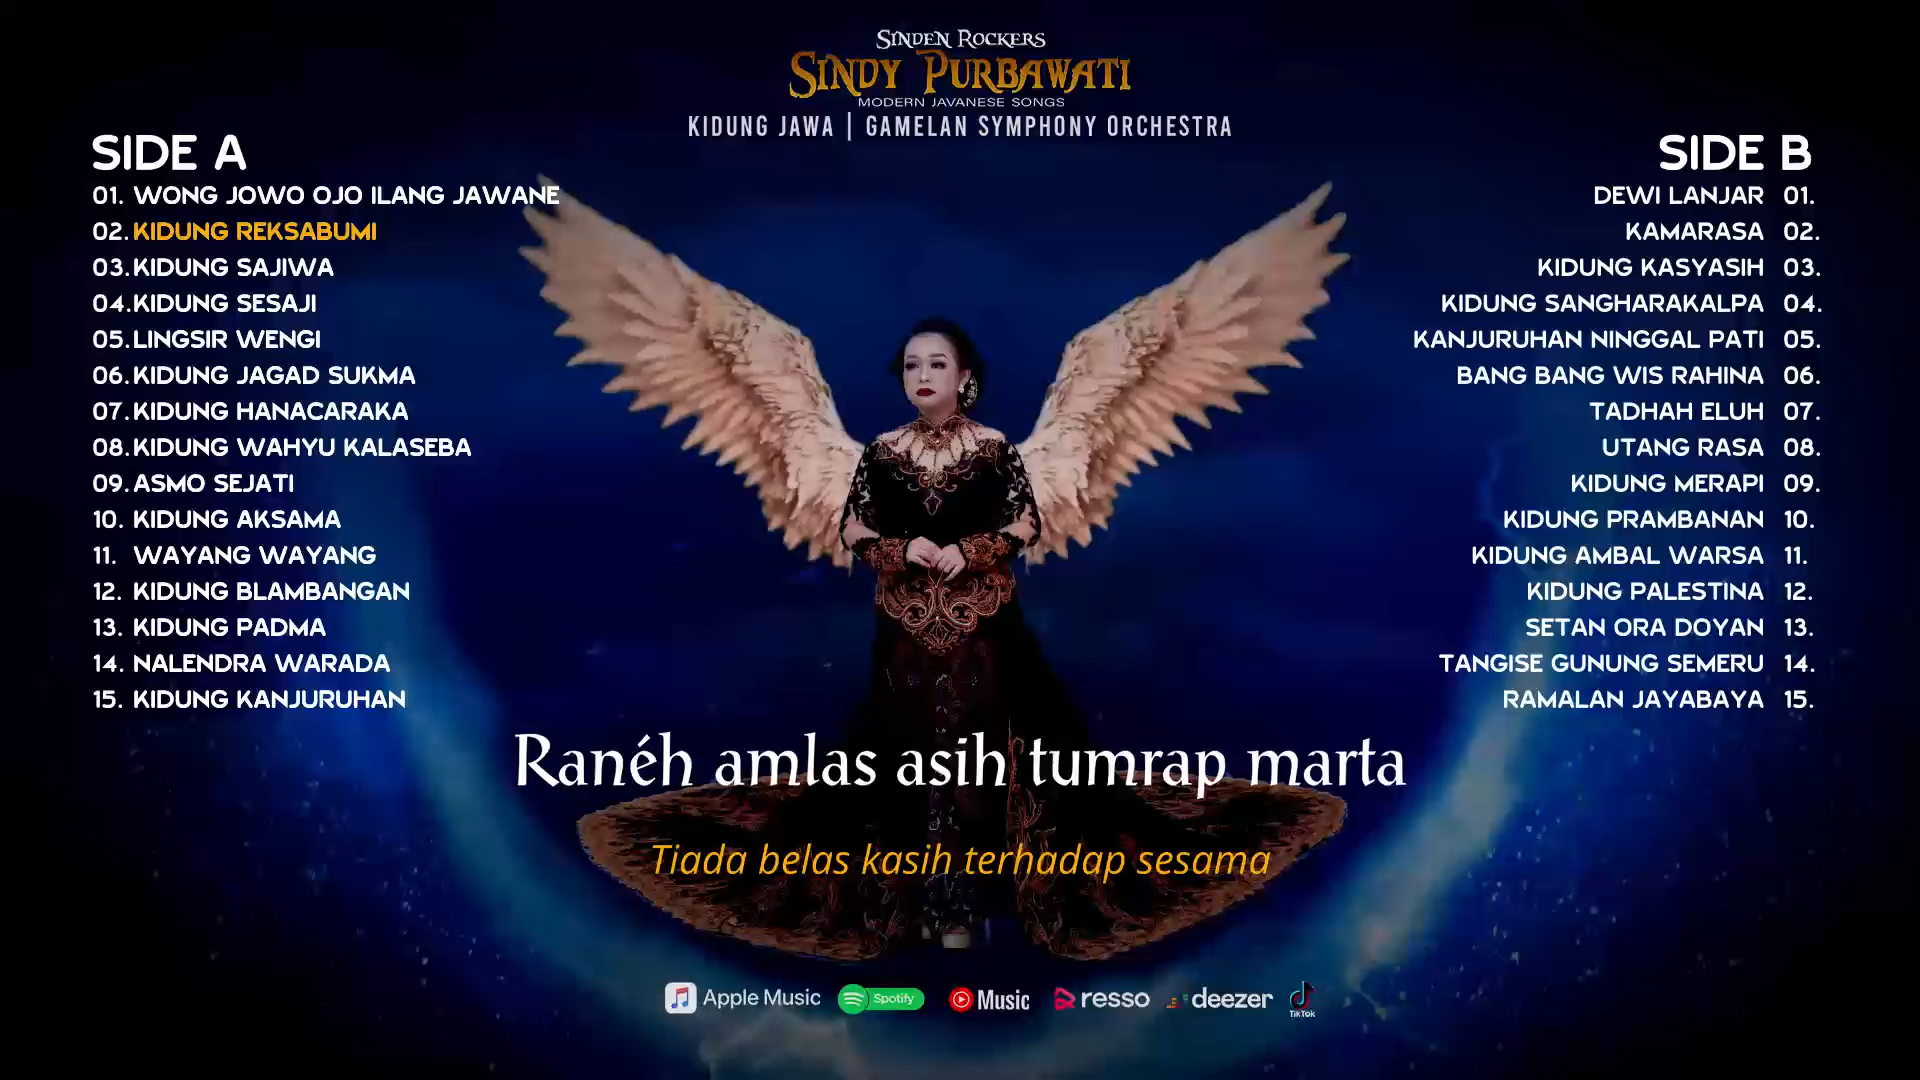 SINDEN ROCKERS
SINDY PURBAWATI
MODERN JAVANESE SONGS
KIDUNG JAWA | GAMELAN SYMPHONY ORCHESTRA
SIDE A
01. WONG JOWO OJO ILANG JAWANE
02. KIDUNG REKSABUMI
03. KIDUNG SAJIWA
04. KIDUNG SESAJI
05. LINGSIR WENGI
06. KIDUNG JAGAD SUKMA
07. KIDUNG HANACARAKA
08. KIDUNG WAHYU KALASEBA
09. ASMO SEJATI
10. KIDUNG AKSAMA
11. WAYANG WAYANG
12. KIDUNG BLAMBANGAN
13. KIDUNG PADMA
14. NALENDRA WARADA
15. KIDUNG KANJURUHAN
SIDE B
DEWI LANJAR 01.
KAMARASA 02.
KIDUNG KASYASIH 03.
KIDUNG SANGHARAKALPA 04.
KANJURUHAN NINGGAL PATI 05.
BANG BANG WIS RAHINA 06.
TADHAH ELUH 07.
UTANG RASA 08.
KIDUNG MERAPI 09.
KIDUNG PRAMBANAN 10.
KIDUNG AMBAL WARSA 11.
KIDUNG PALESTINA 12.
SETAN ORA DOYAN 13.
TANGISE GUNUNG SEMERU 14.
RAMALAN JAYABAYA 15.
Ranéh amlas asih tumrap marta
Tiada belas kasih terhadap sesama
Apple Music Spotify Music resso deezer TikTok